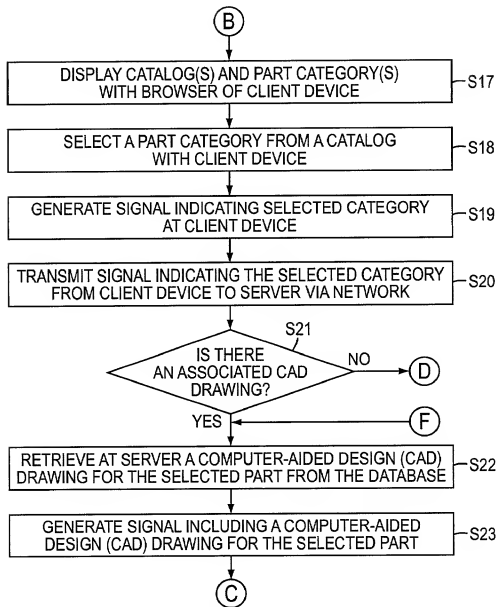 B
DISPLAY CATALOG(S) AND PART CATEGORY(S)
WITH BROWSER OF CLIENT DEVICE
S17
SELECT A PART CATEGORY FROM A CATALOG
WITH CLIENT DEVICE
S18
GENERATE SIGNAL INDICATING SELECTED CATEGORY
AT CLIENT DEVICE
S19
TRANSMIT SIGNAL INDICATING THE SELECTED CATEGORY
FROM CLIENT DEVICE TO SERVER VIA NETWORK
S20
S21
IS THERE
AN ASSOCIATED CAD
DRAWING?
NO
D
YES
F
RETRIEVE AT SERVER A COMPUTER-AIDED DESIGN (CAD)
DRAWING FOR THE SELECTED PART FROM THE DATABASE
S22
GENERATE SIGNAL INCLUDING A COMPUTER-AIDED
DESIGN (CAD) DRAWING FOR THE SELECTED PART
S23
C